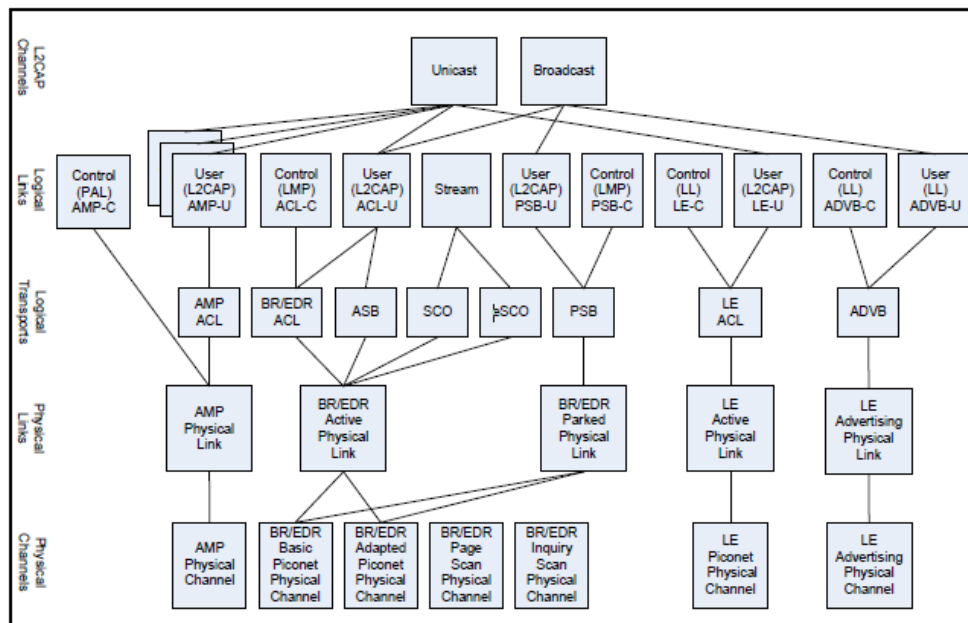 L2CAP
Channels
Unicast
Broadcast
Logical
Links
Control
(PAL)
AMP-C
User
(L2CAP)
AMP-U
Control
(LMP)
ACL-C
User
(L2CAP)
ACL-U
Stream
User
(L2CAP)
PSB-U
Control
(LMP)
PSB-C
Control
(LL)
LE-C
User
(L2CAP)
LE-U
Control
(LL)
ADVB-C
User
(LL)
ADVB-U
Logical
Transports
AMP
ACL
BR/EDR
ACL
ASB
SCO
eSCO
PSB
LE
ACL
ADVB
Physical
Links
AMP
Physical
Link
BR/EDR
Active
Physical
Link
BR/EDR
Parked
Physical
Link
LE
Active
Physical
Link
LE
Advertising
Physical
Link
Physical
Channels
AMP
Physical
Channel
BR/EDR
Basic
Piconet
Physical
Channel
BR/EDR
Adapted
Piconet
Physical
Channel
BR/EDR
Page
Scan
Physical
Channel
BR/EDR
Inquiry
Scan
Physical
Channel
LE
Piconet
Physical
Channel
LE
Advertising
Physical
Channel